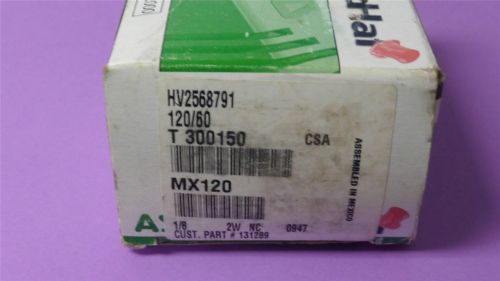 HV2568791
120/60
T 300150 CSA
MX120
ASSEMBLED IN MEXICO
1/8 2W NC 0947
CUST. PART # 131289